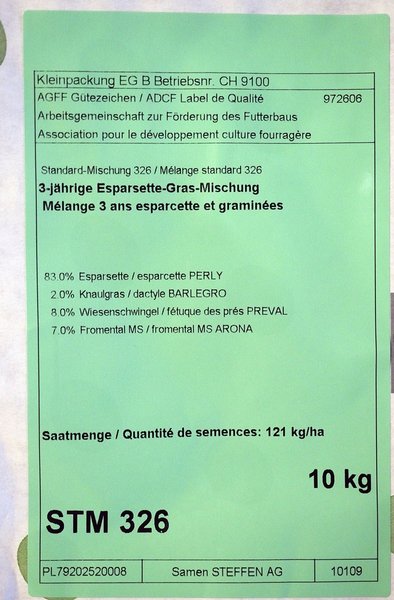 Kleinpackung EG B Betriebsnr. CH 9100
AGFF Gütezeichen / ADCF Label de Qualité 972606
Arbeitsgemeinschaft zur Förderung des Futterbaus
Association pour le développement culture fourragère
Standard-Mischung 326 / Mélange standard 326
3-jährige Esparsette-Gras-Mischung
Mélange 3 ans esparcette et graminées
83.0% Esparsette / esparcette PERLY
2.0% Knaulgras / dactyle BARLEGRO
8.0% Wiesenschwingel / fétuque des prés PREVAL
7.0% Fromental MS / fromental MS ARONA
Saatmenge / Quantité de semences: 121 kg/ha
10 kg
STM 326
PL79202520008 Samen STEFFEN AG 10109